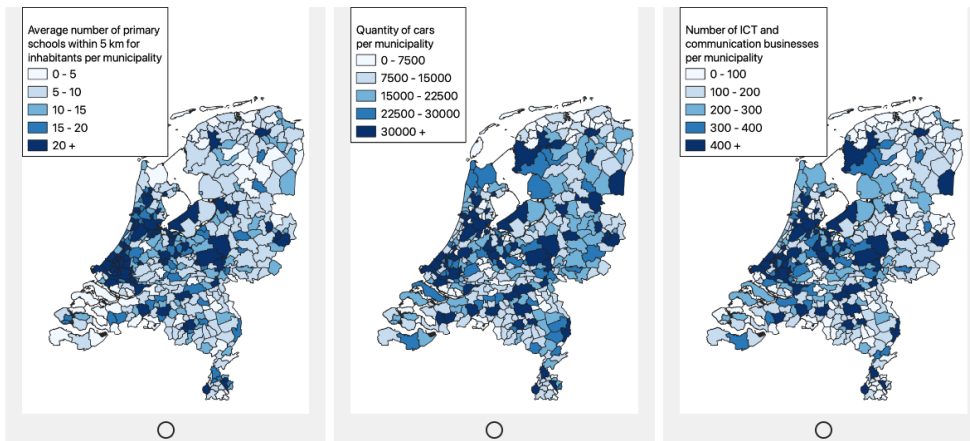 Average number of primary
schools within 5 km for
inhabitants per municipality
0 - 5
5 - 10
10 - 15
15 - 20
20 +
Quantity of cars
per municipality
0 - 7500
7500 - 15000
15000 - 22500
22500 - 30000
30000 +
Number of ICT and
communication businesses
per municipality
0 - 100
100 - 200
200 - 300
300 - 400
400 +